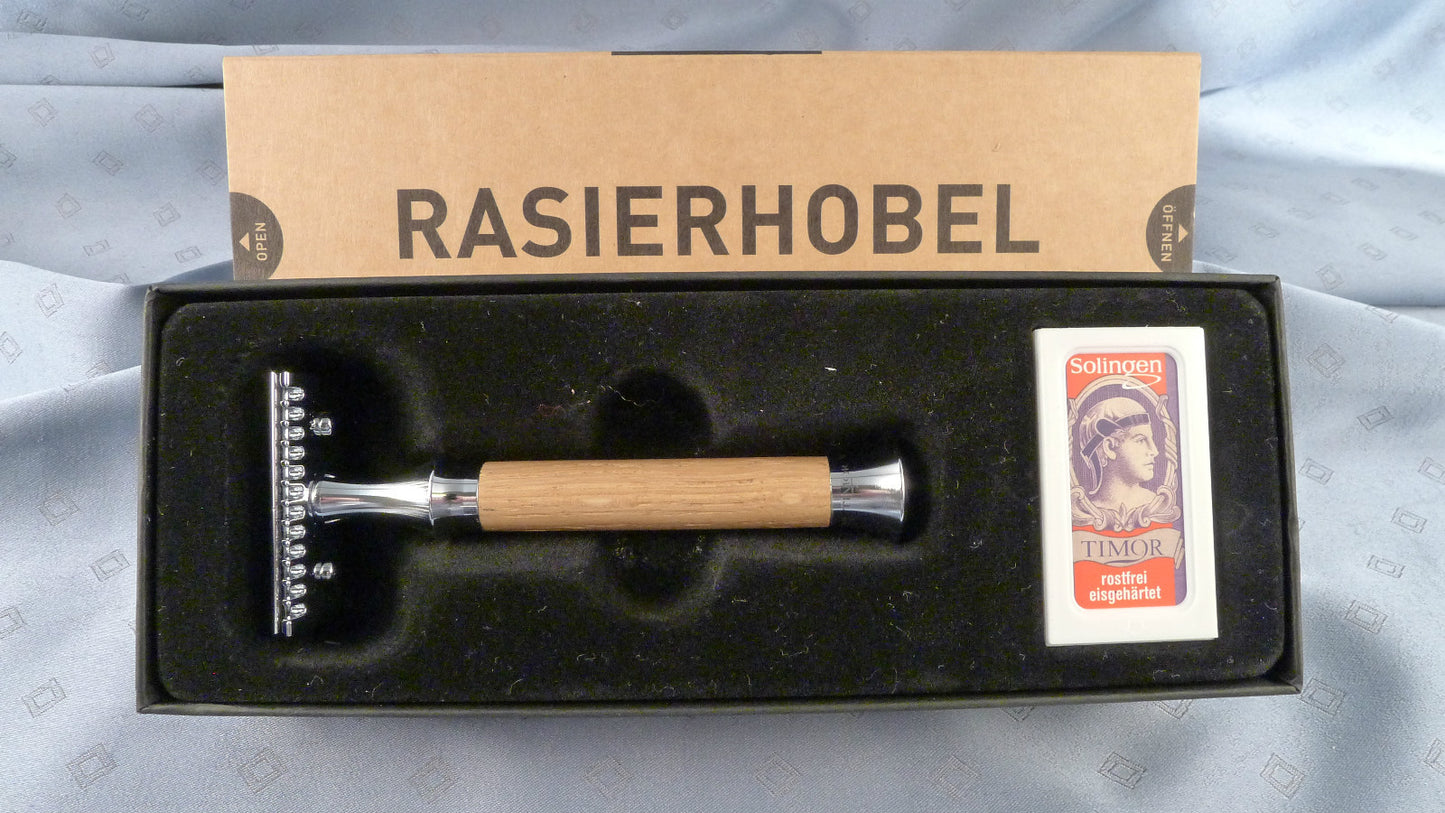 RASIERHOBEL
OPEN
ÖFFNEN
Solingen
TIMOR
rostfrei
eisgehärtet